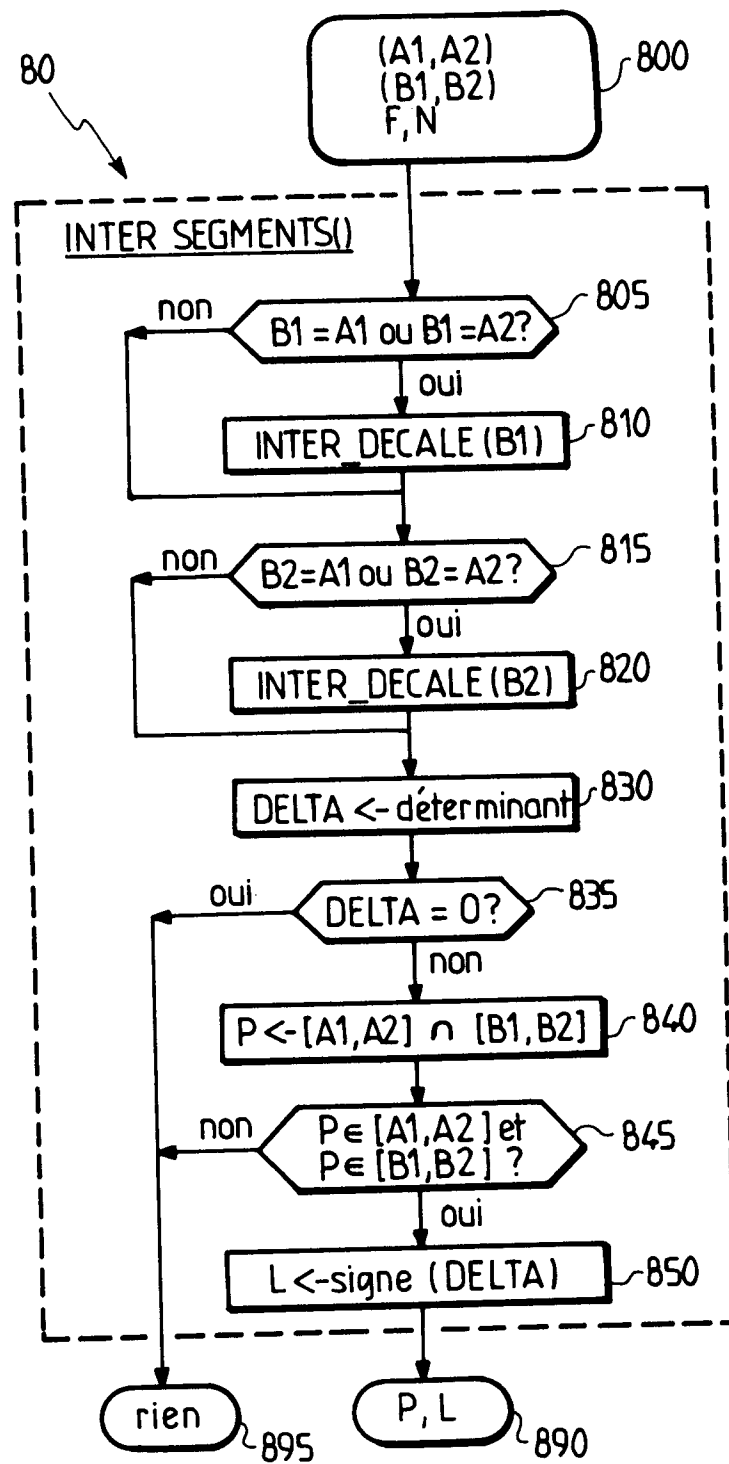 (A1,A2)
(B1,B2)
F,N
800
80
INTER SEGMENTS()
805
non
B1=A1 ou B1=A2?
oui
810
INTER_DECALE(B1)
815
non
B2=A1 ou B2=A2?
oui
820
INTER_DECALE(B2)
830
DELTA <- déterminant
835
oui
DELTA = 0?
non
840
P <- [A1,A2] ∩ [B1,B2]
845
non
P ∈ [A1,A2] et
P ∈ [B1,B2] ?
oui
850
L <- signe (DELTA)
rien
895
P, L
890